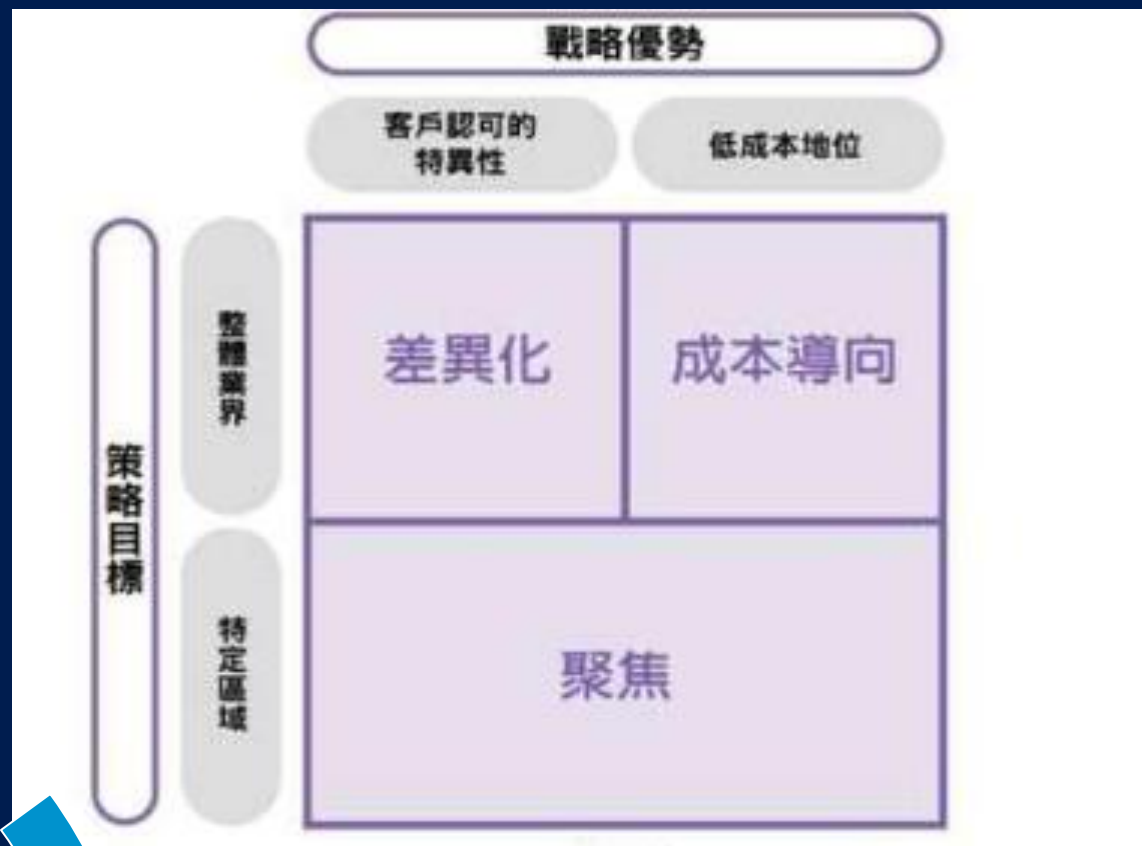 戰略優勢
客戶認可的
特異性
低成本地位
策略目標
整體業界
差異化
成本導向
特定區域
聚焦